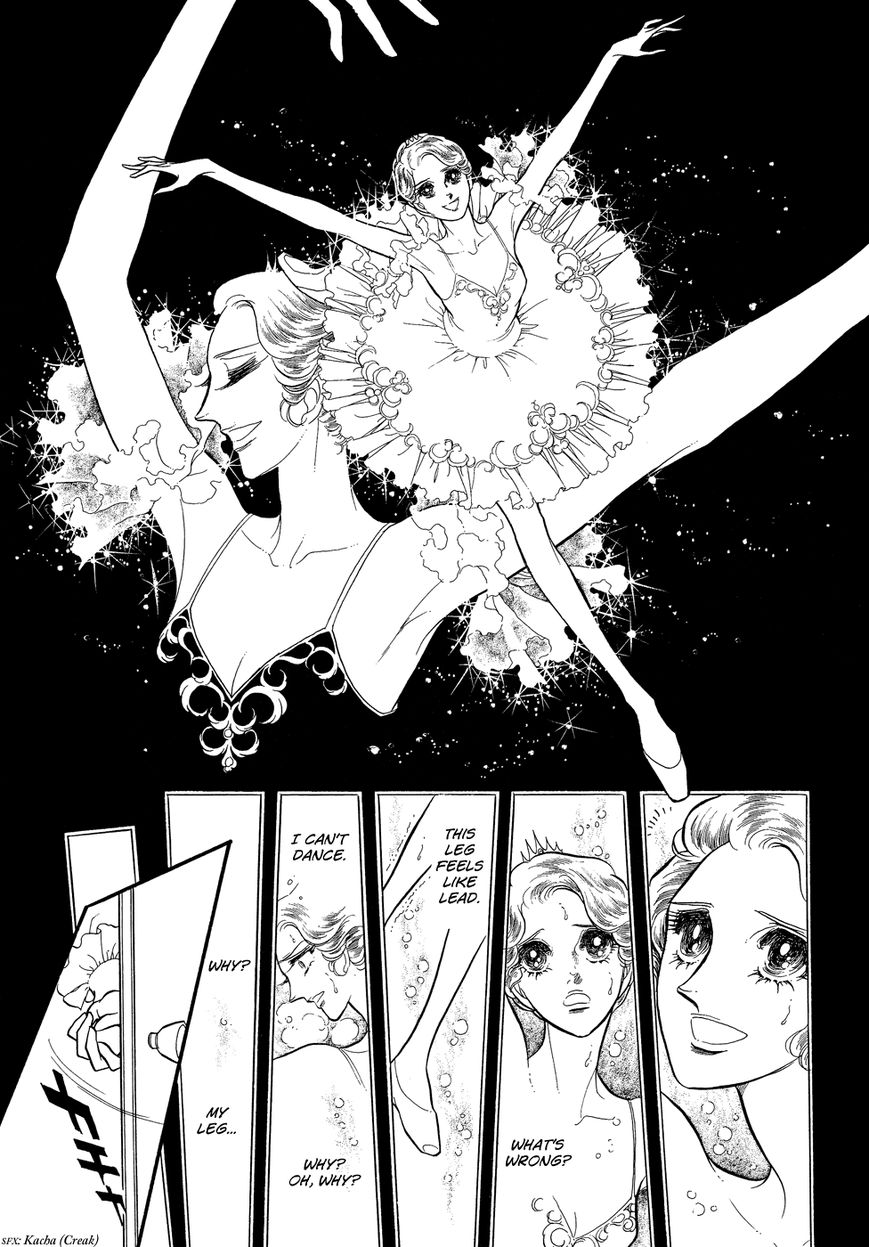 WHAT'S
WRONG?
THIS
LEG
FEELS
LIKE
LEAD.
I CAN'T
DANCE.
WHY?
OH, WHY?
WHY?
MY
LEG...
カチャ
SFX: Kacha (Creak)